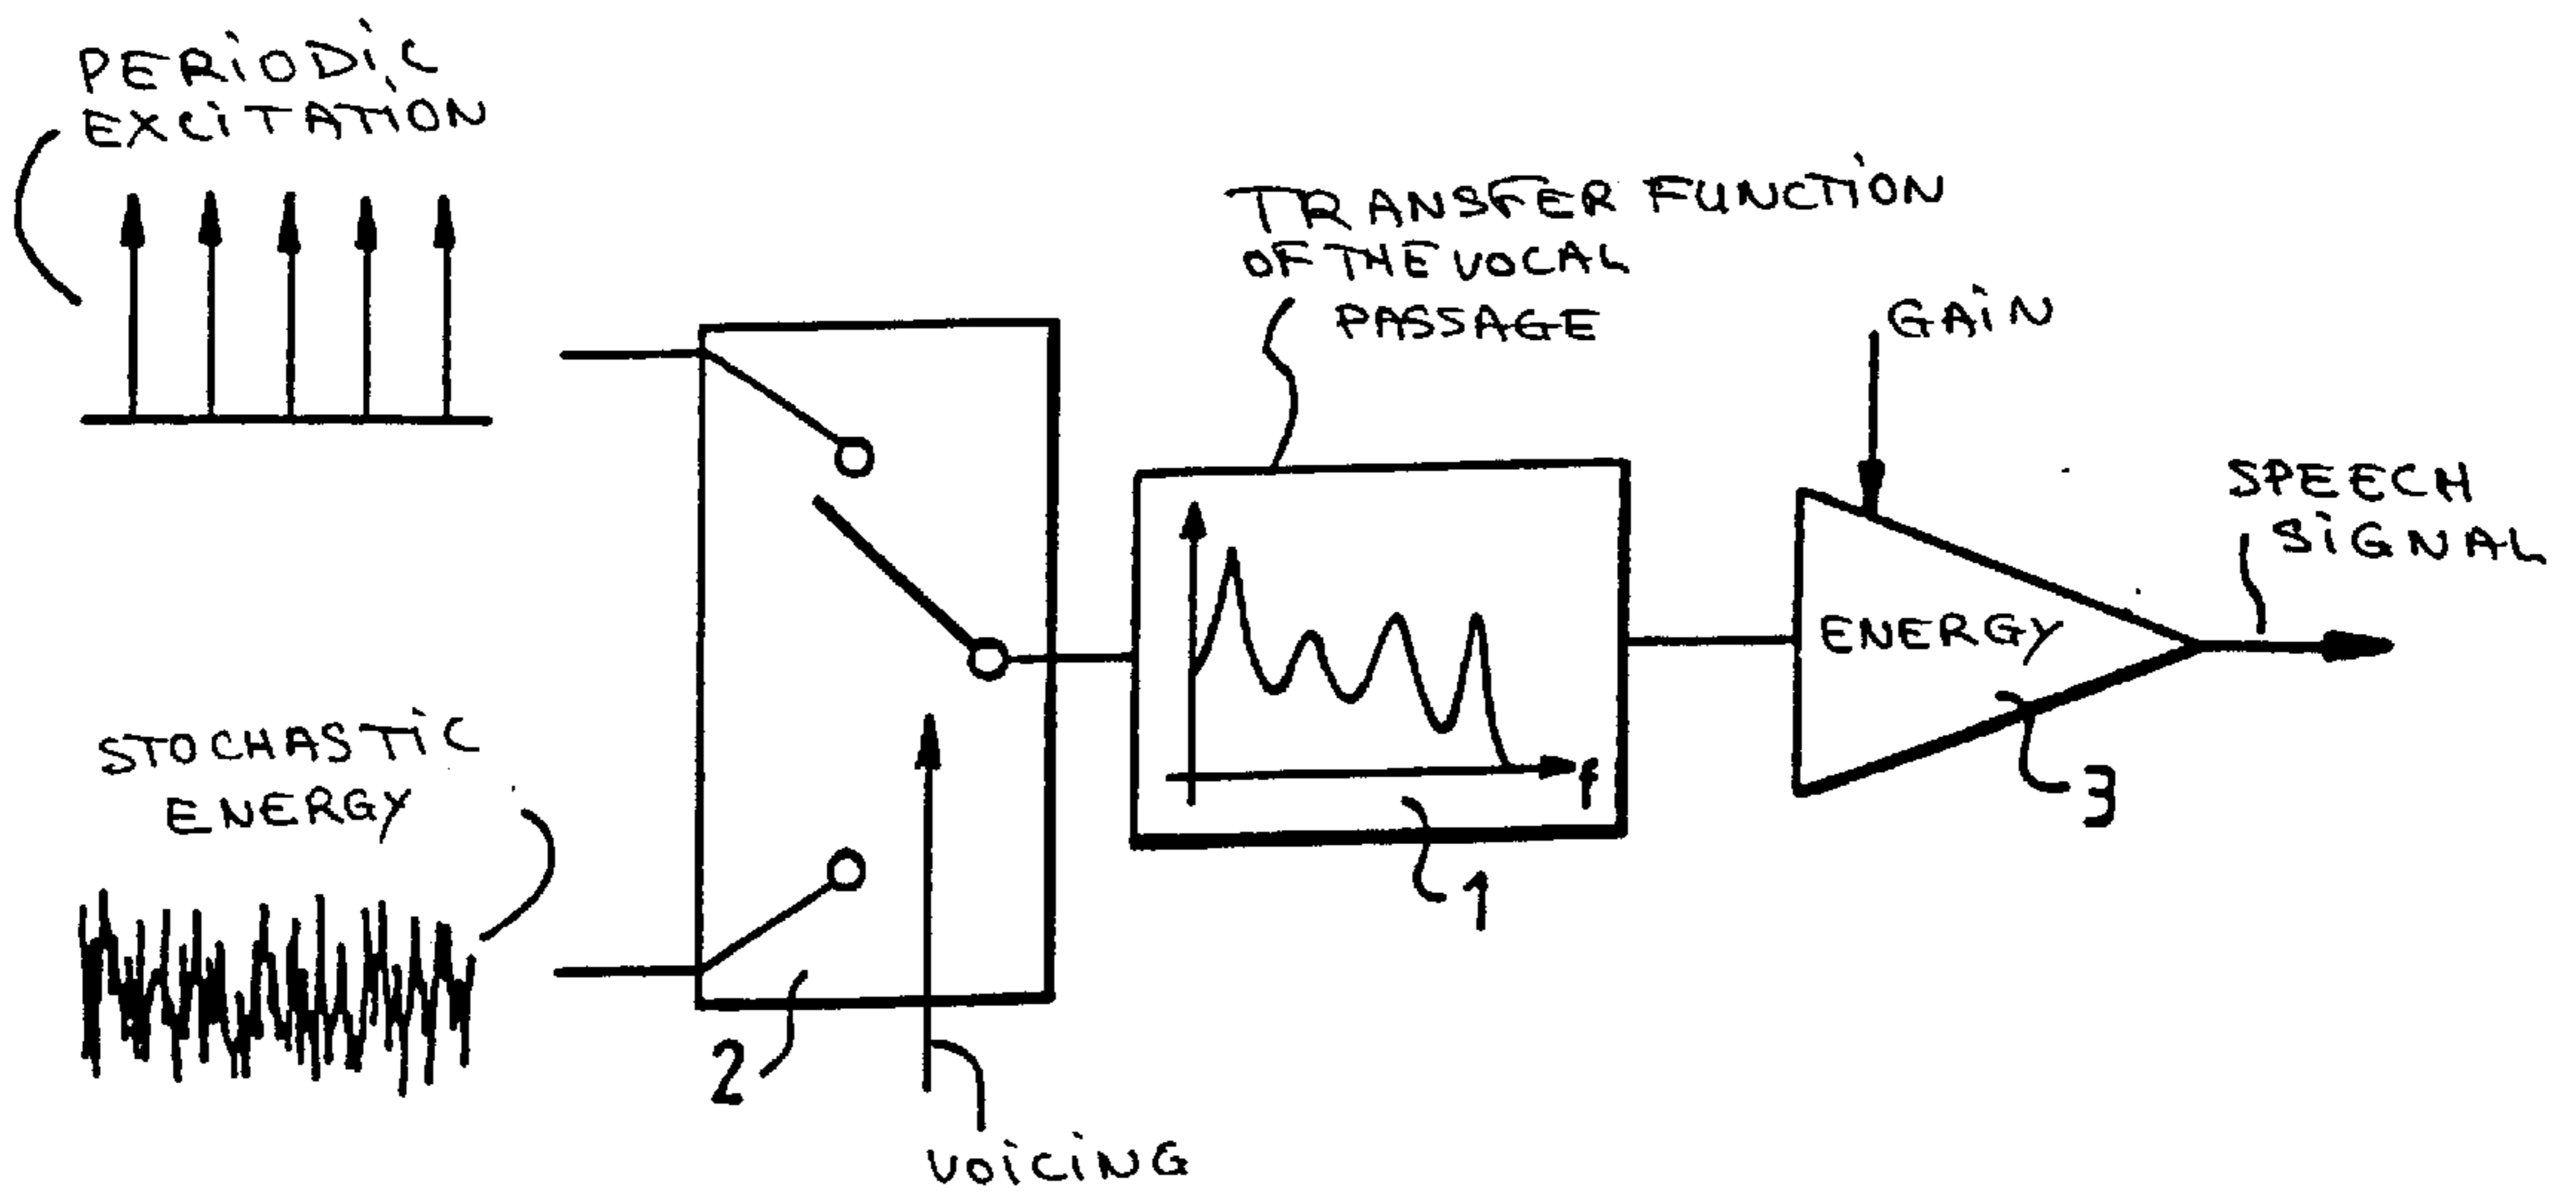 PERIODIC
EXCITATION
TRANSFER FUNCTION
OF THE VOCAL
PASSAGE
GAIN
SPEECH
SIGNAL
ENERGY
3
f
1
STOCHASTIC
ENERGY
2
VOICING